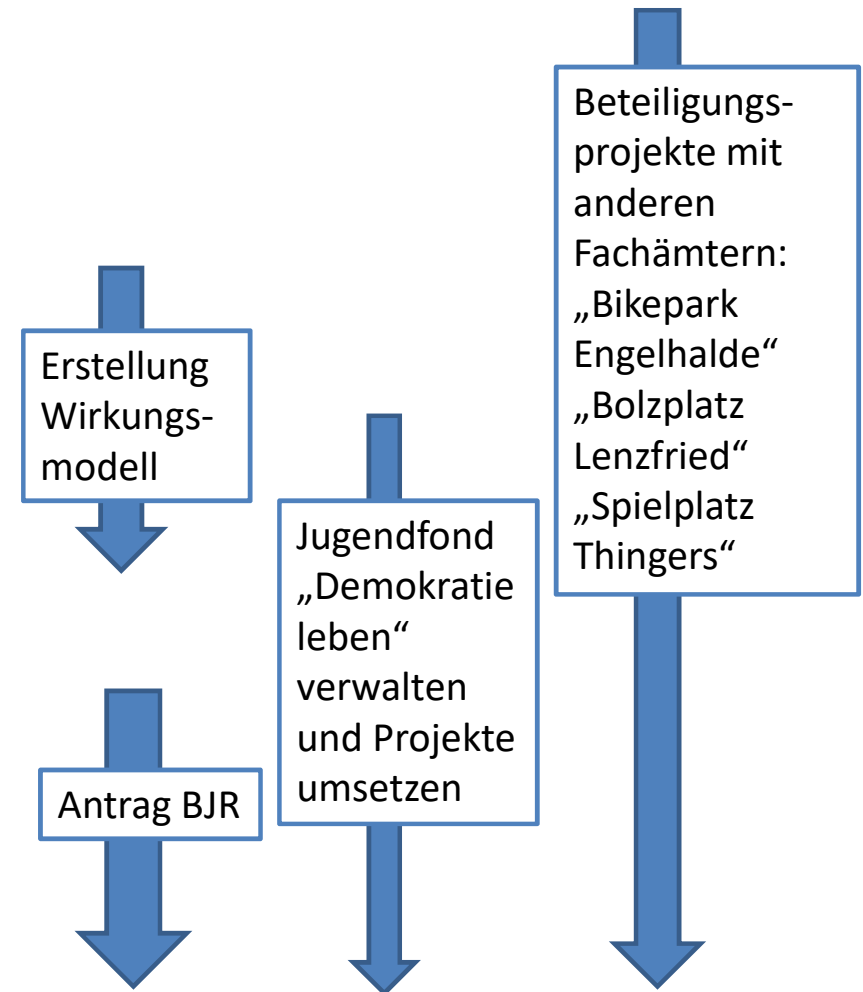 Erstellung
Wirkungs-
modell
Antrag BJR
Jugendfond
„Demokratie
leben“
verwalten
und Projekte
umsetzen
Beteiligungs-
projekte mit
anderen
Fachämtern:
„Bikepark
Engelhalde“
„Bolzplatz
Lenzfried“
„Spielplatz
Thingers“